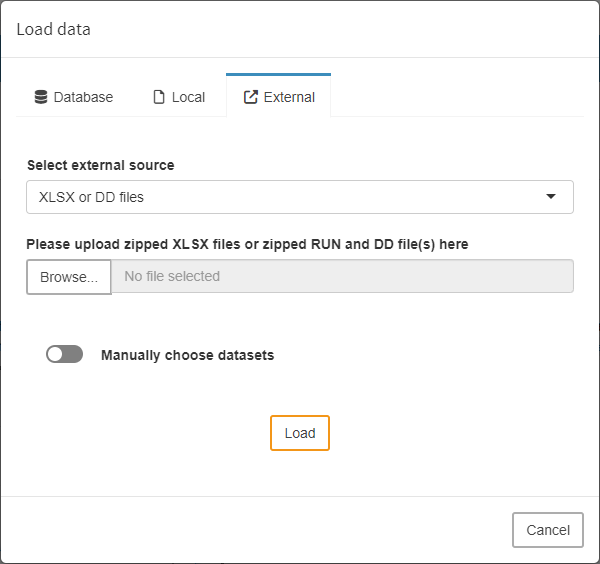 Load data
Database Local External
Select external source
XLSX or DD files
Please upload zipped XLSX files or zipped RUN and DD file(s) here
Browse... No file selected
Manually choose datasets
Load
Cancel